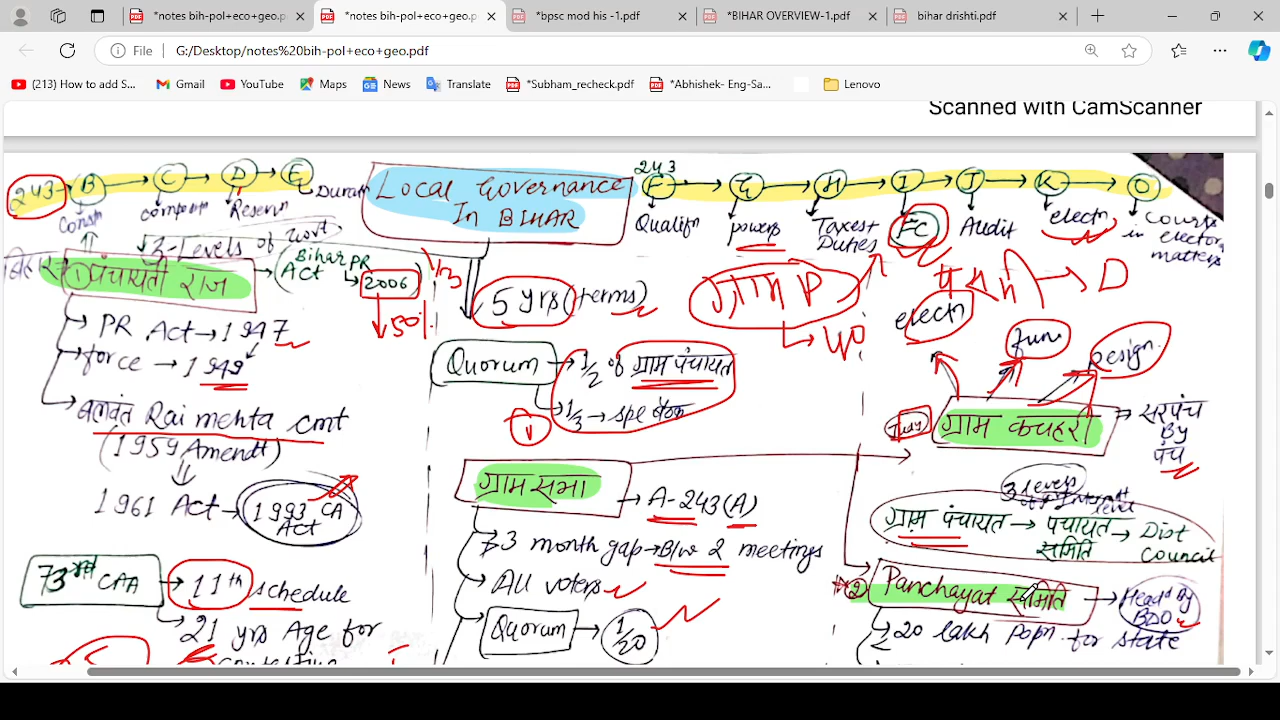 *notes bih-pol+eco+geo.p
*notes bih-pol+eco+geo.p
*bpsc mod his -1.pdf
*BIHAR OVERVIEW-1.pdf
bihar drishti.pdf
File
G:/Desktop/notes%20bih-pol+eco+geo.pdf
(213) How to add S...
Gmail
YouTube
Maps
News
Translate
*Subham_recheck.pdf
*Abhishek- Eng-Sa...
Lenovo
Scanned with CamScanner
243 B C D E
Const
Reserv
LOCAL GOVERNANCE
IN BIHAR
243
F G H I J K O
Qualifn
powers
Taxes &
Duties
FC
Audit
electn
Courts
in elector
matters
3-Levels of Govt
① पंचायती राज
Bihar PR
Act
2006
1/3
50%
PR Act → 1947
force → 1949
बलवंत Rai mehta cmt
(1959 Amendt)
1961 Act → 1993 CA
Act
73rd CAA → 11th schedule
21 yrs Age for
5 yrs (terms)
Quorum → 1/2 of ग्राम पंचायत
1/3
ग्राम सभा → A-243(A)
3 month gap → B/w 2 meetings
All voters
Quorum → 1/20
ग्राम P
D
electn
fun.
Resign.
ग्राम कचहरी → सरपंच
By
पंच
3 levels
ग्राम पंचायत → पंचायत
समिति → Dist
Council
② Panchayat समिति → Head By
BDO
20 lakh Popn for state